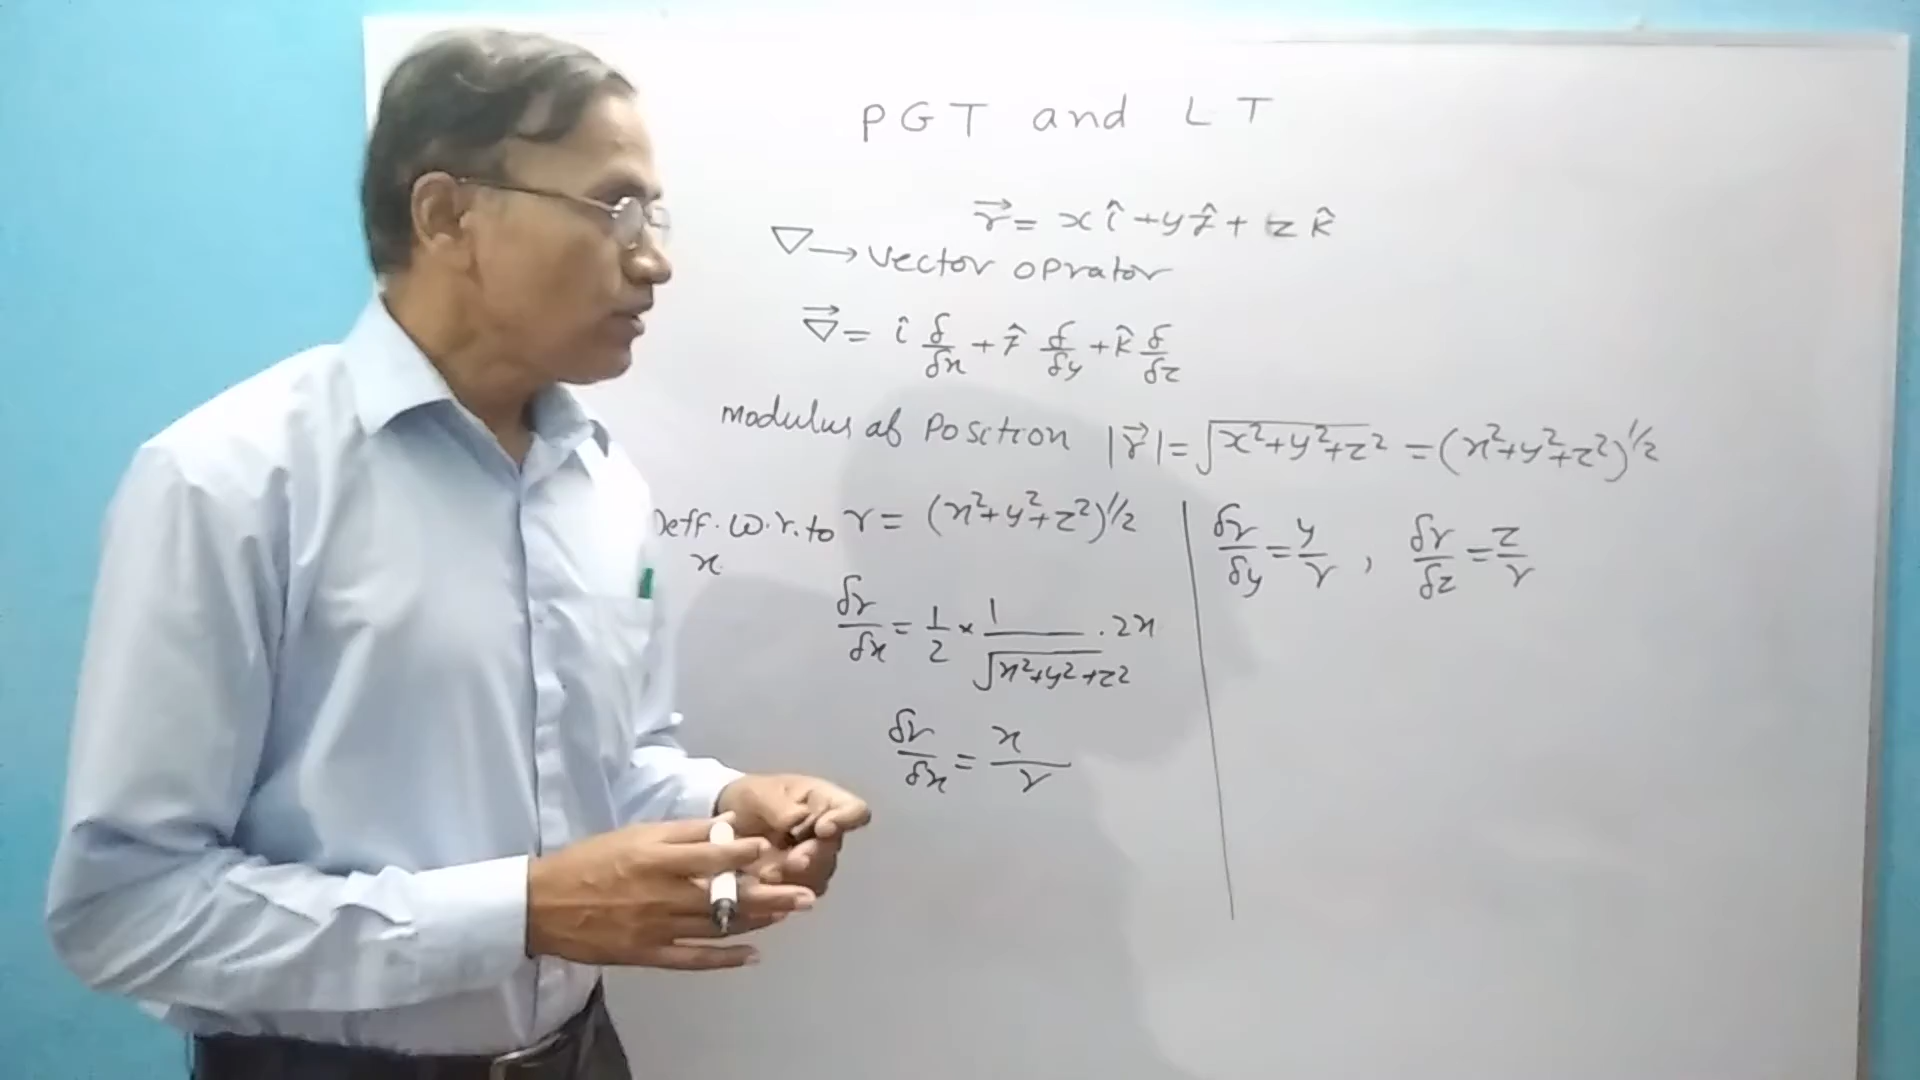 PGT and LT
r⃗ = xî + yĵ + zk̂
∇ → vector oprator
∇⃗ = î δ/δx + ĵ δ/δy + k̂ δ/δz
modulus of Position |r⃗| = √x²+y²+z² = (x²+y²+z²)^1/2
Deff. w.r.to x r = (x²+y²+z²)^1/2
δr/δx = 1/2 × 1/√x²+y²+z² . 2x
δr/δx = x/r
δr/δy = y/r , δr/δz = z/r